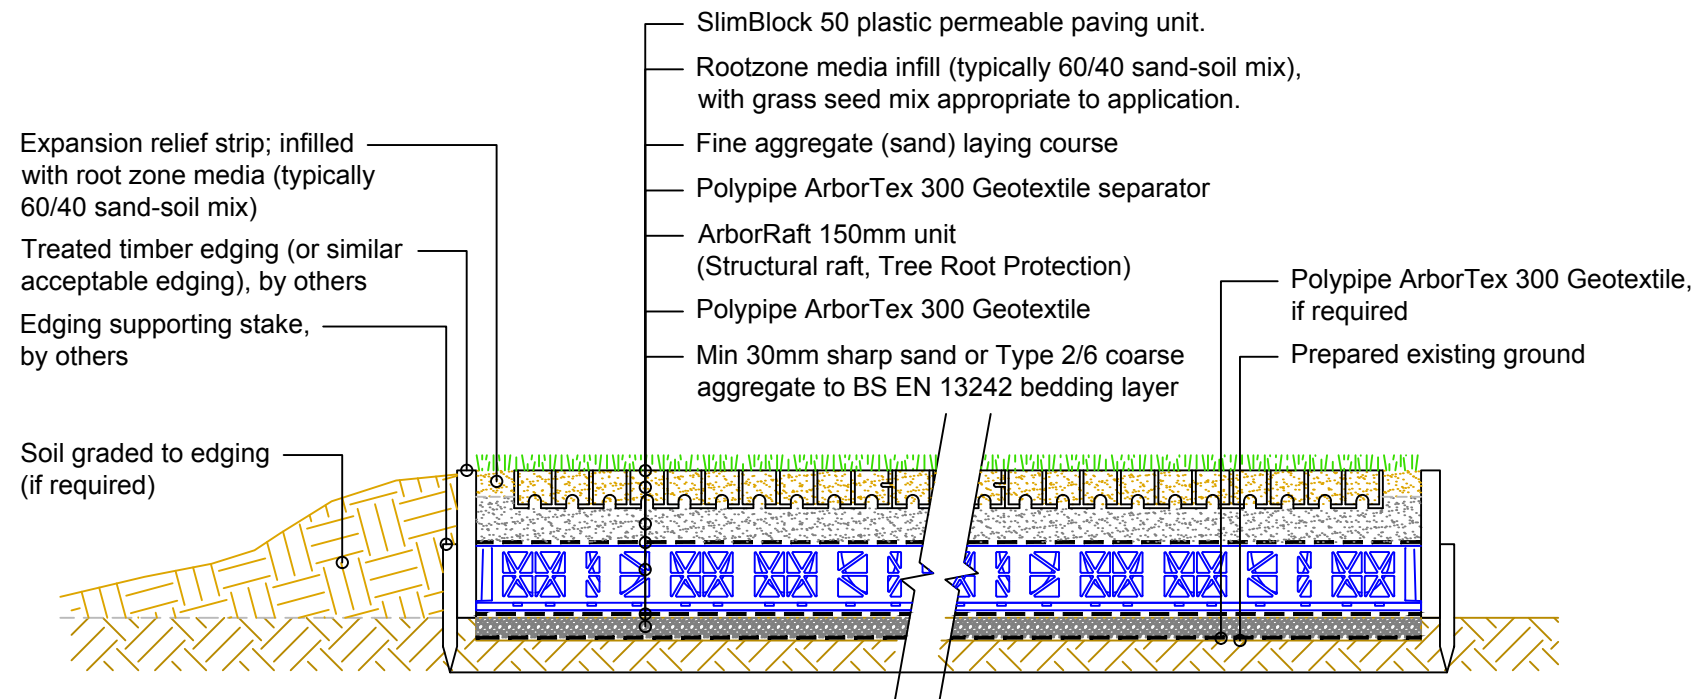 SlimBlock 50 plastic permeable paving unit.
Rootzone media infill (typically 60/40 sand-soil mix),
with grass seed mix appropriate to application.
Fine aggregate (sand) laying course
Polypipe ArborTex 300 Geotextile separator
ArborRaft 150mm unit
(Structural raft, Tree Root Protection)
Polypipe ArborTex 300 Geotextile
Min 30mm sharp sand or Type 2/6 coarse
aggregate to BS EN 13242 bedding layer
Expansion relief strip; infilled
with root zone media (typically
60/40 sand-soil mix)
Treated timber edging (or similar
acceptable edging), by others
Edging supporting stake,
by others
Soil graded to edging
(if required)
Polypipe ArborTex 300 Geotextile,
if required
Prepared existing ground